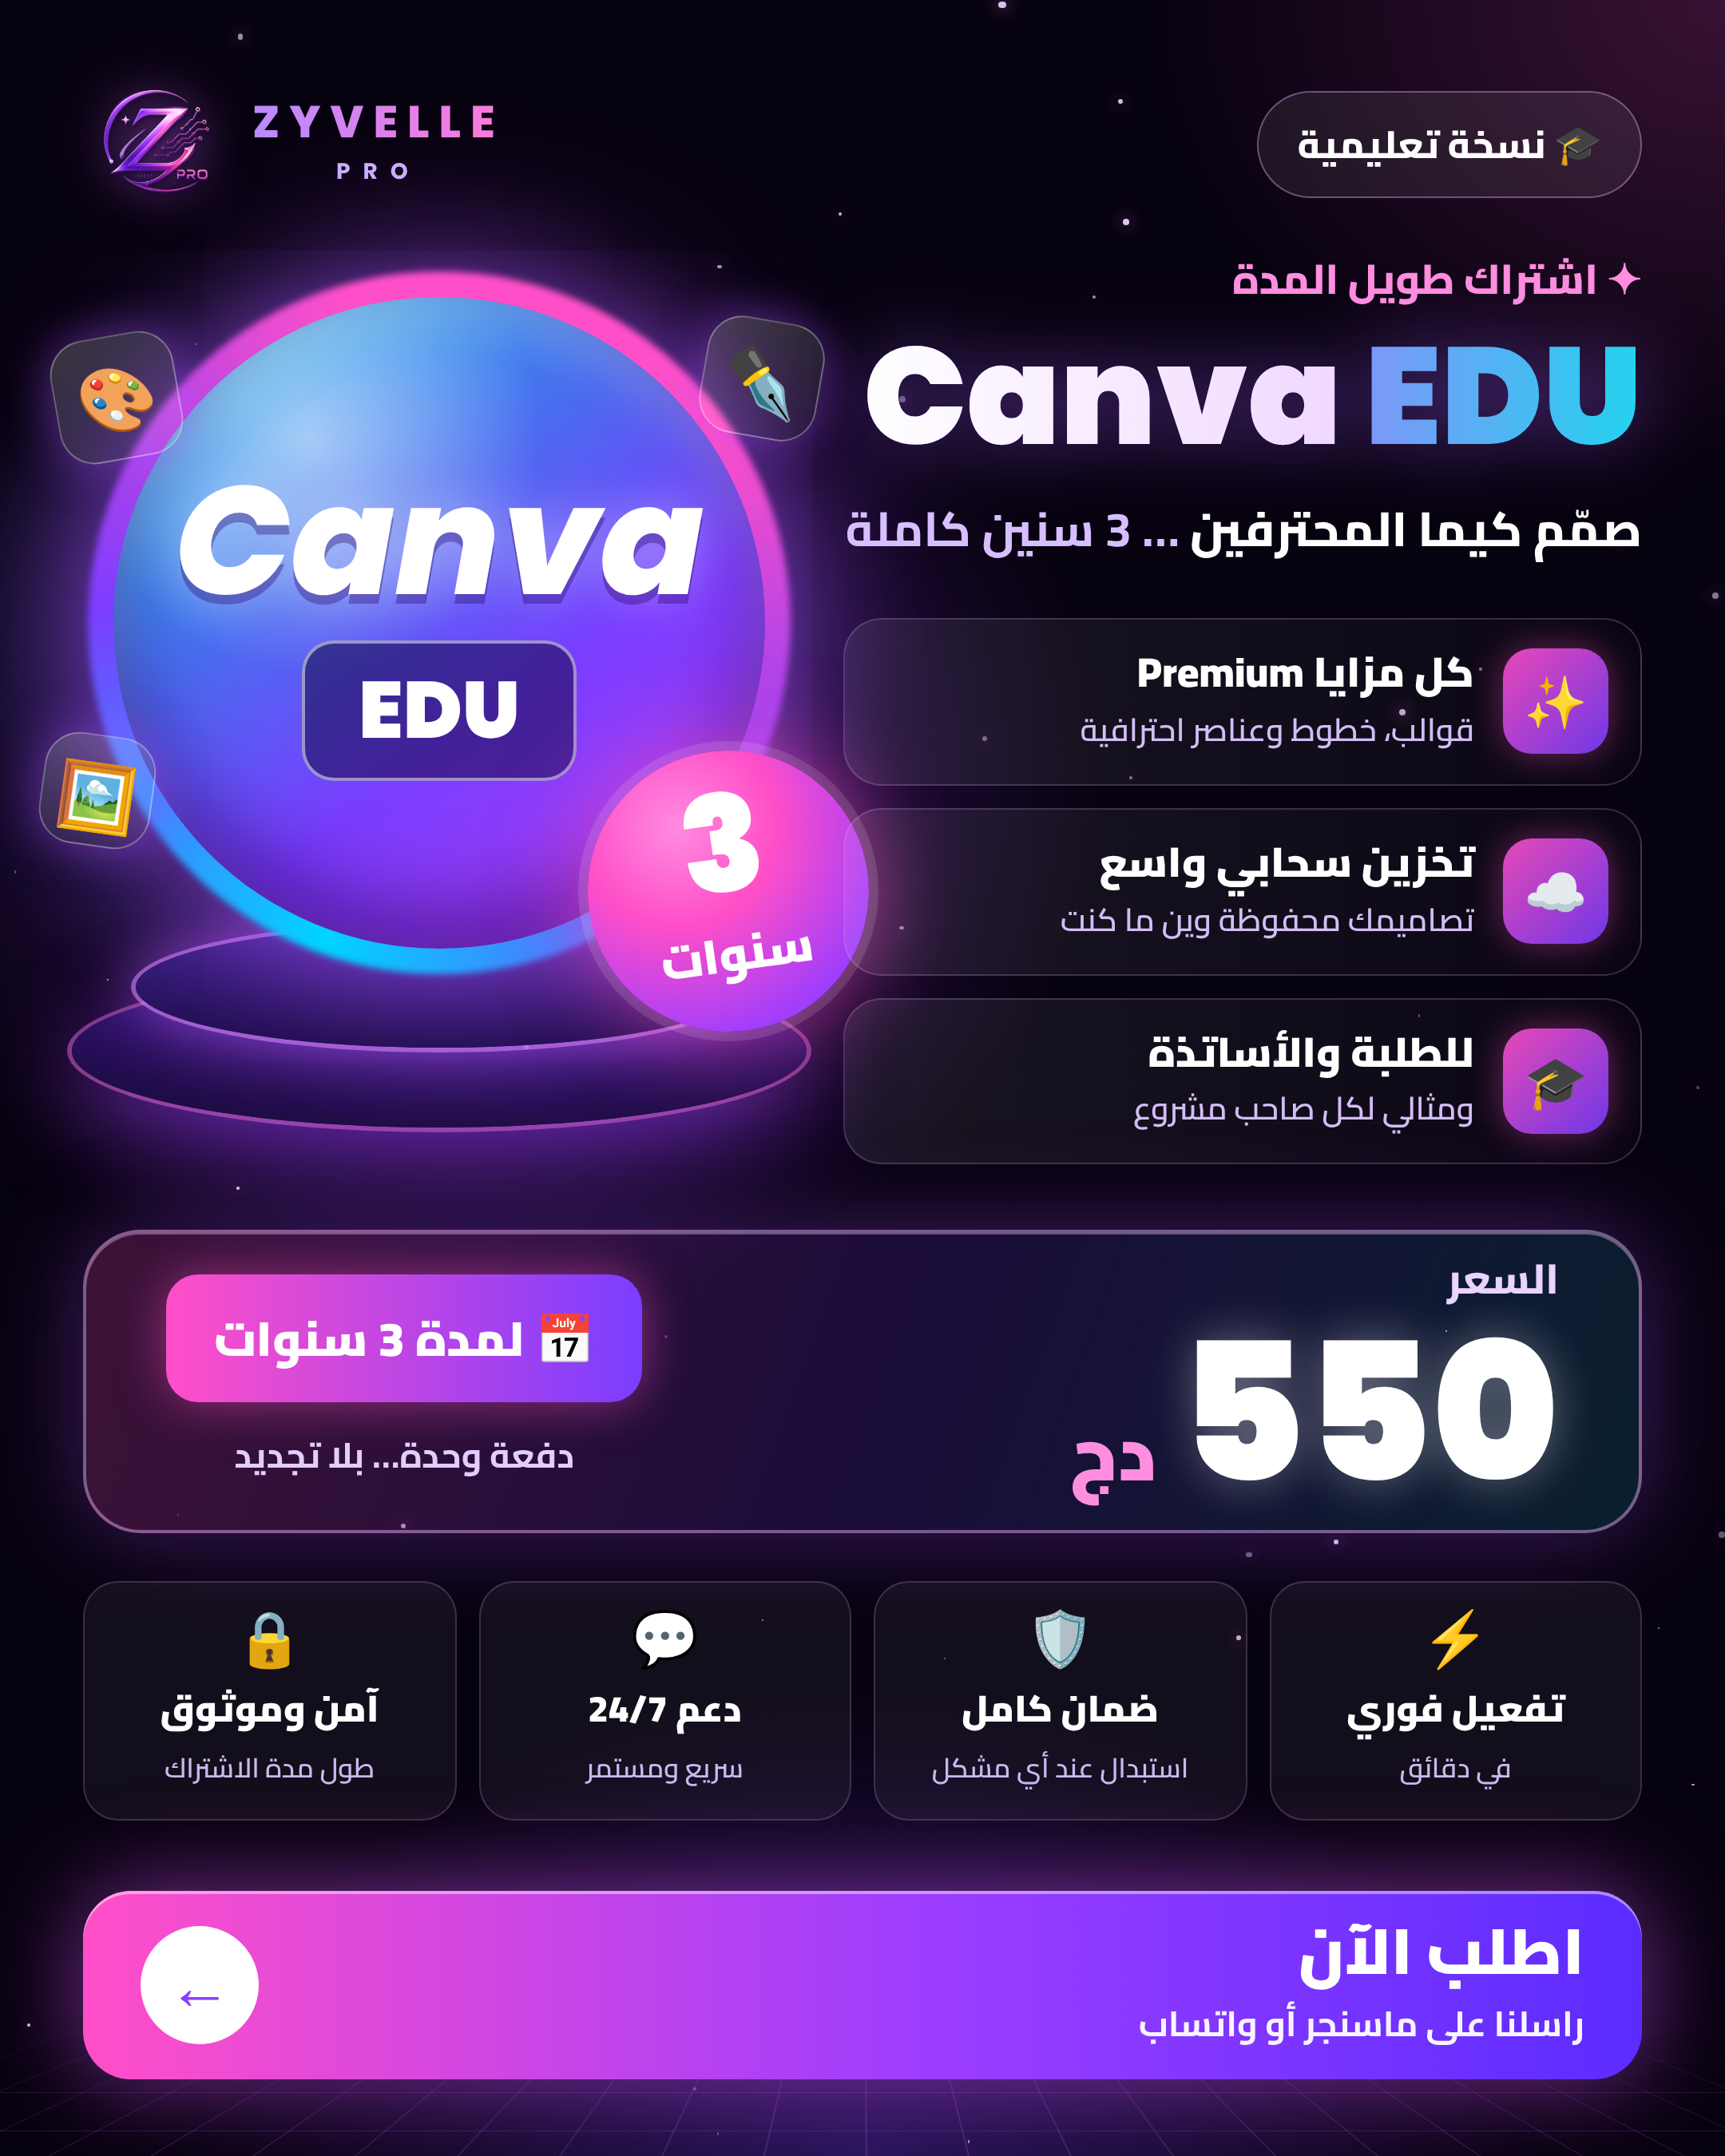 ZYVELLE
PRO
Z PRO
نسخة تعليمية
اشتراك طويل المدة
Canva EDU
صمّم كيما المحترفين ... 3 سنين كاملة
Canva
EDU
3
سنوات
كل مزايا Premium
قوالب، خطوط وعناصر احترافية
تخزين سحابي واسع
تصاميمك محفوظة وين ما كنت
للطلبة والأساتذة
ومثالي لكل صاحب مشروع
السعر
550 دج
July
17
لمدة 3 سنوات
دفعة وحدة...بلا تجديد
تفعيل فوري
في دقائق
ضمان كامل
استبدال عند أي مشكل
دعم 24/7
سريع ومستمر
آمن وموثوق
طول مدة الاشتراك
اطلب الآن
راسلنا على ماسنجر أو واتساب
←